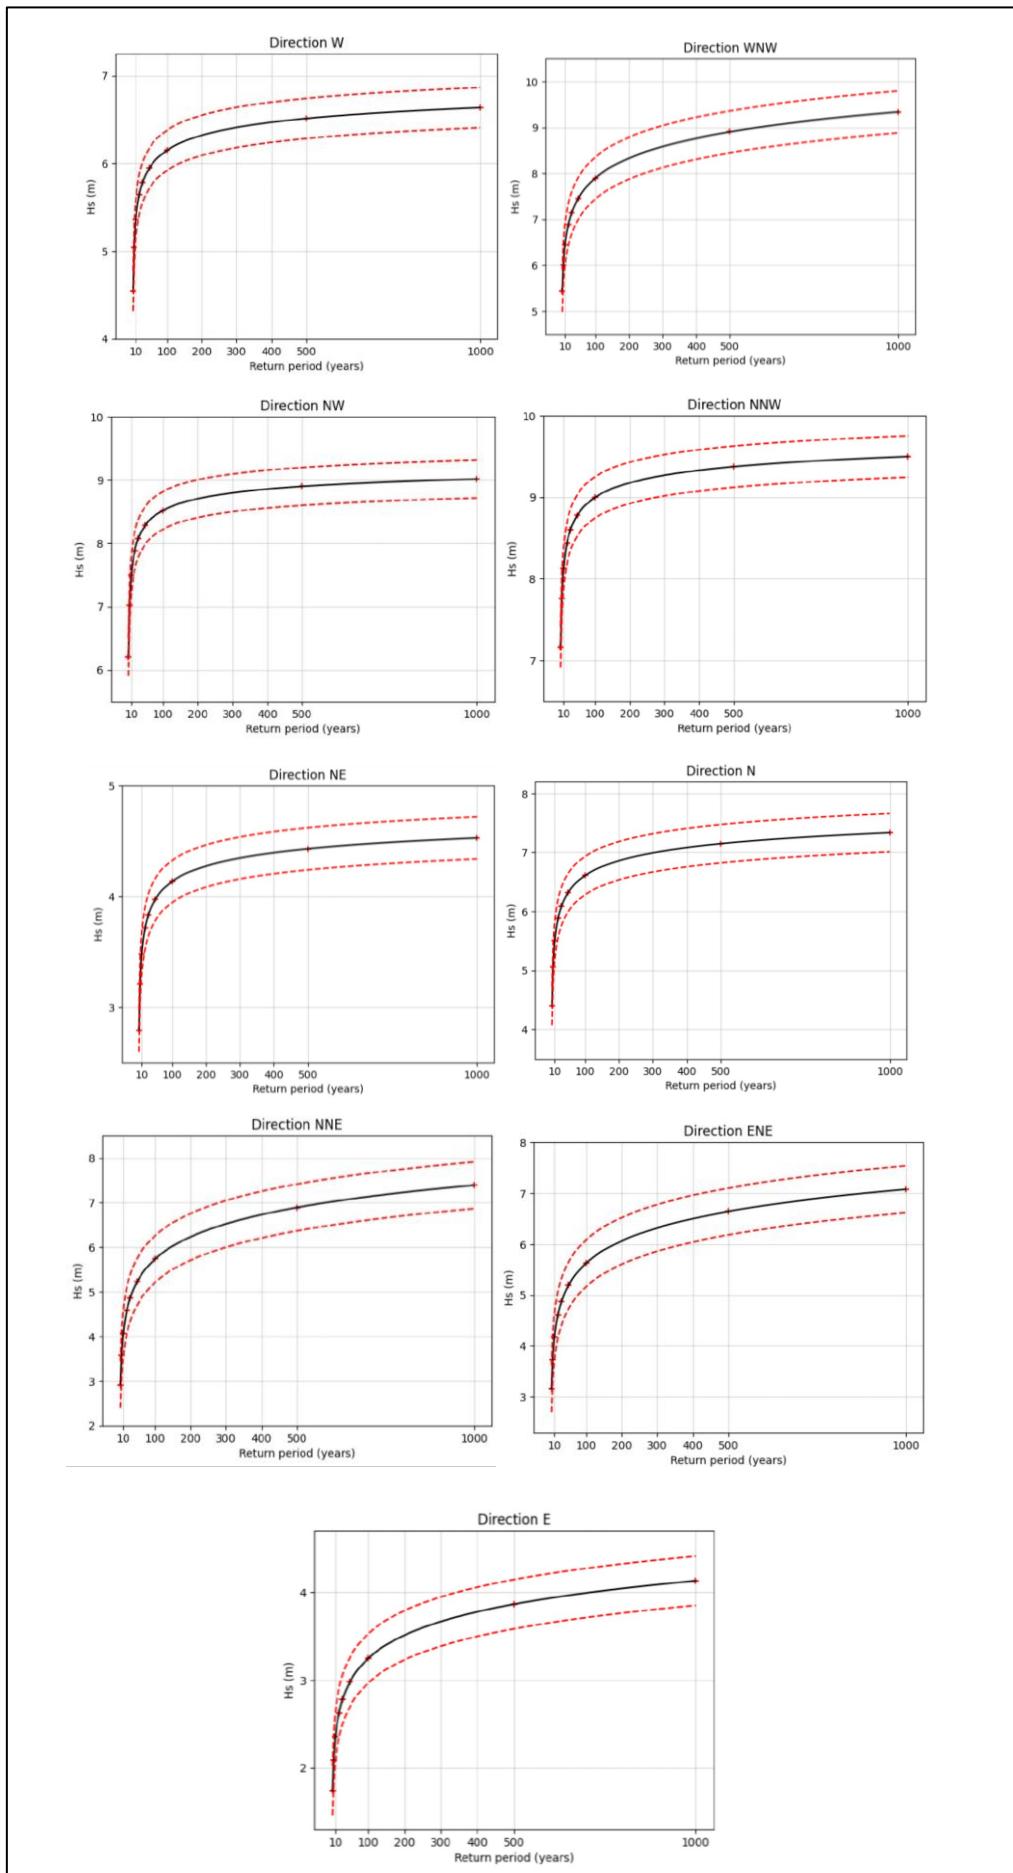 Direction W
7
6
5
4
Hs (m)
10 100 200 300 400 500 1000
Return period (years)
Direction WNW
10
9
8
7
6
5
Hs (m)
10 100 200 300 400 500 1000
Return period (years)
Direction NW
10
9
8
7
6
Hs (m)
10 100 200 300 400 500 1000
Return period (years)
Direction NNW
10
9
8
7
Hs (m)
10 100 200 300 400 500 1000
Return period (years)
Direction NE
5
4
3
Hs (m)
10 100 200 300 400 500 1000
Return period (years)
Direction N
8
7
6
5
4
Hs (m)
10 100 200 300 400 500 1000
Return period (years)
Direction NNE
8
7
6
5
4
3
2
Hs (m)
10 100 200 300 400 500 1000
Return period (years)
Direction ENE
8
7
6
5
4
3
Hs (m)
10 100 200 300 400 500 1000
Return period (years)
Direction E
4
3
2
Hs (m)
10 100 200 300 400 500 1000
Return period (years)